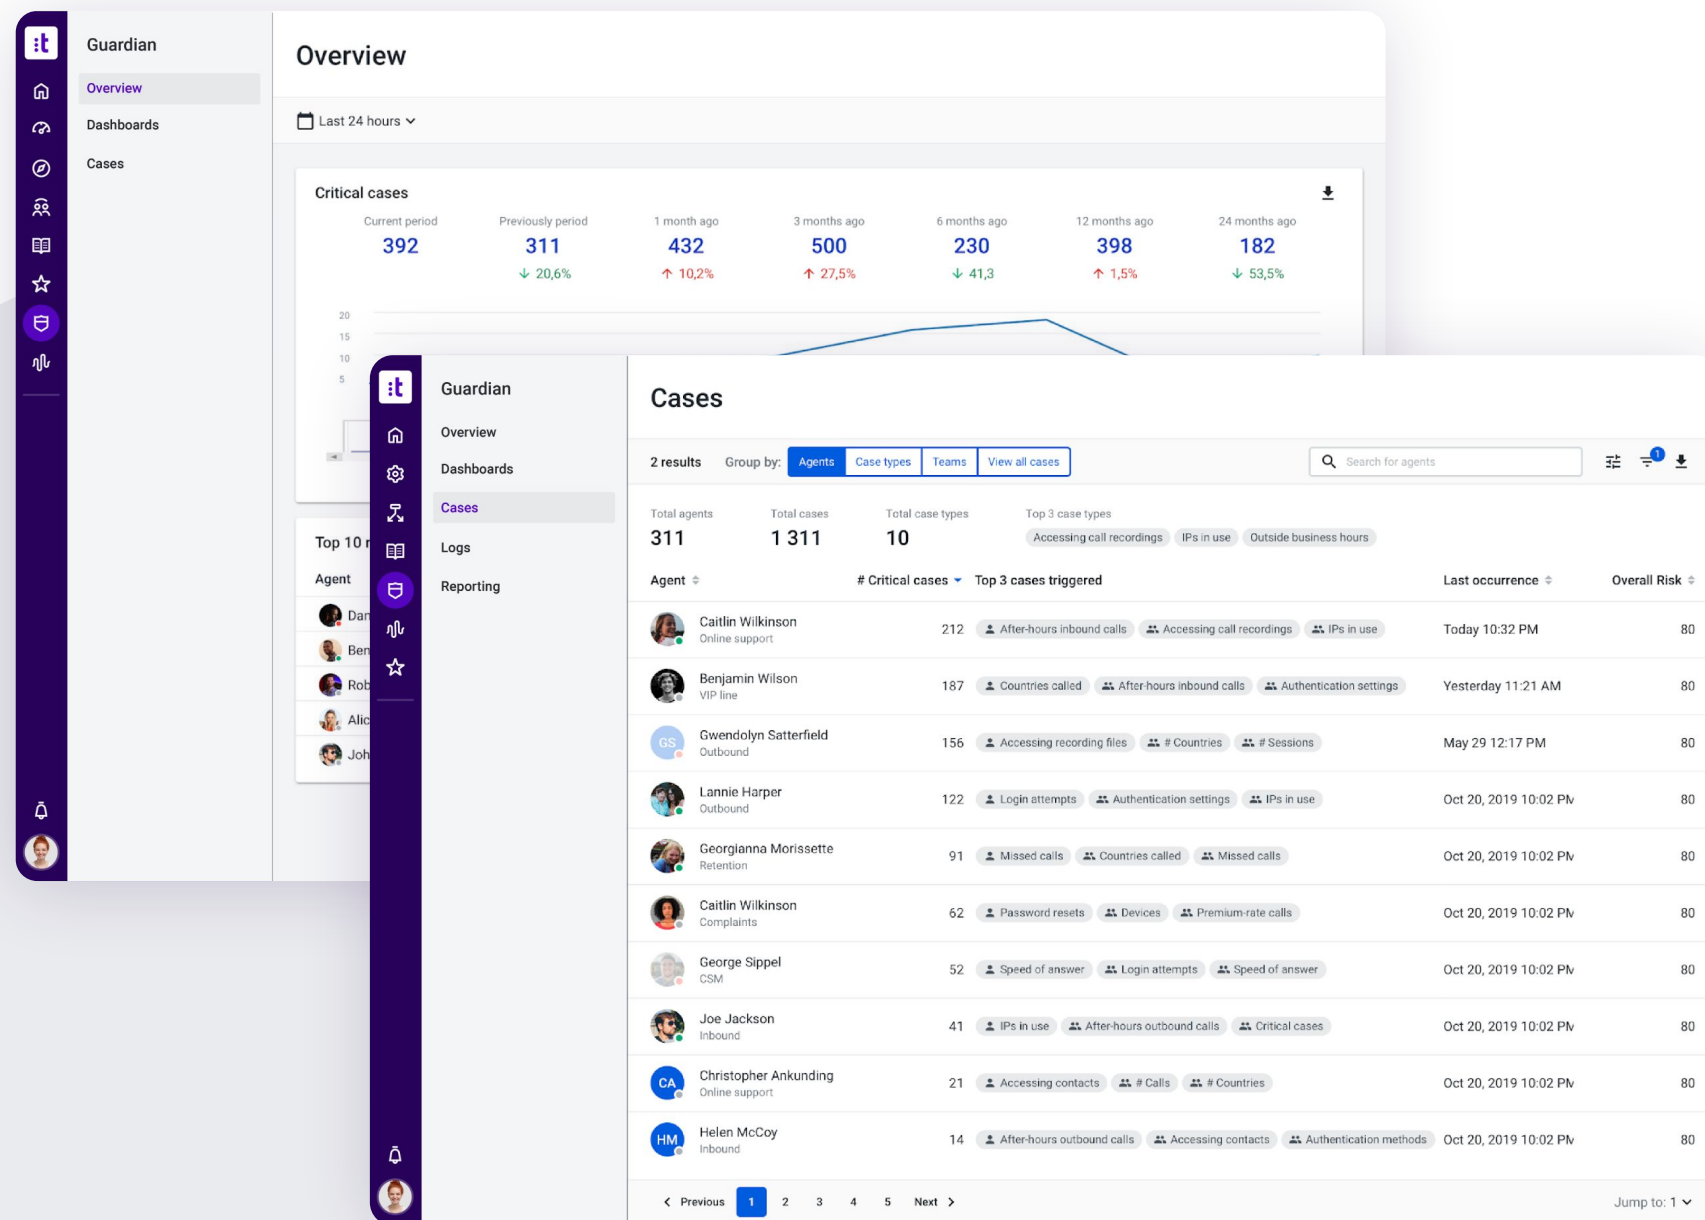 :t
Guardian
Overview
Dashboards
Cases
Overview
Last 24 hours
Critical cases
Current period
392
Previously period
311
20,6%
1 month ago
432
10,2%
3 months ago
500
27,5%
6 months ago
230
41,3
12 months ago
398
1,5%
24 months ago
182
53,5%
20
15
10
5
Agent
:t
Guardian
Overview
Dashboards
Cases
Logs
Reporting
Cases
2 results Group by: Agents Case types Teams View all cases Search for agents 1
Total agents Total cases Total case types Top 3 case types
311 1 311 10 Accessing call recordings IPs in use Outside business hours
Agent # Critical cases Top 3 cases triggered Last occurrence Overall Risk
Caitlin Wilkinson
Online support
212 After-hours inbound calls Accessing call recordings IPs in use Today 10:32 PM 80
Benjamin Wilson
VIP line
187 Countries called After-hours inbound calls Authentication settings Yesterday 11:21 AM 80
GS
Gwendolyn Satterfield
Outbound
156 Accessing recording files # Countries # Sessions May 29 12:17 PM 80
Lannie Harper
Outbound
122 Login attempts Authentication settings IPs in use Oct 20, 2019 10:02 PM 80
Georgianna Morissette
Retention
91 Missed calls Countries called Missed calls Oct 20, 2019 10:02 PM 80
Caitlin Wilkinson
Complaints
62 Password resets Devices Premium-rate calls Oct 20, 2019 10:02 PM 80
George Sippel
CSM
52 Speed of answer Login attempts Speed of answer Oct 20, 2019 10:02 PM 80
Joe Jackson
Inbound
41 IPs in use After-hours outbound calls Critical cases Oct 20, 2019 10:02 PM 80
CA
Christopher Ankunding
Online support
21 Accessing contacts # Calls # Countries Oct 20, 2019 10:02 PM 80
HM
Helen McCoy
Inbound
14 After-hours outbound calls Accessing contacts Authentication methods Oct 20, 2019 10:02 PM 80
Previous 1 2 3 4 5 Next Jump to: 1
Top 10